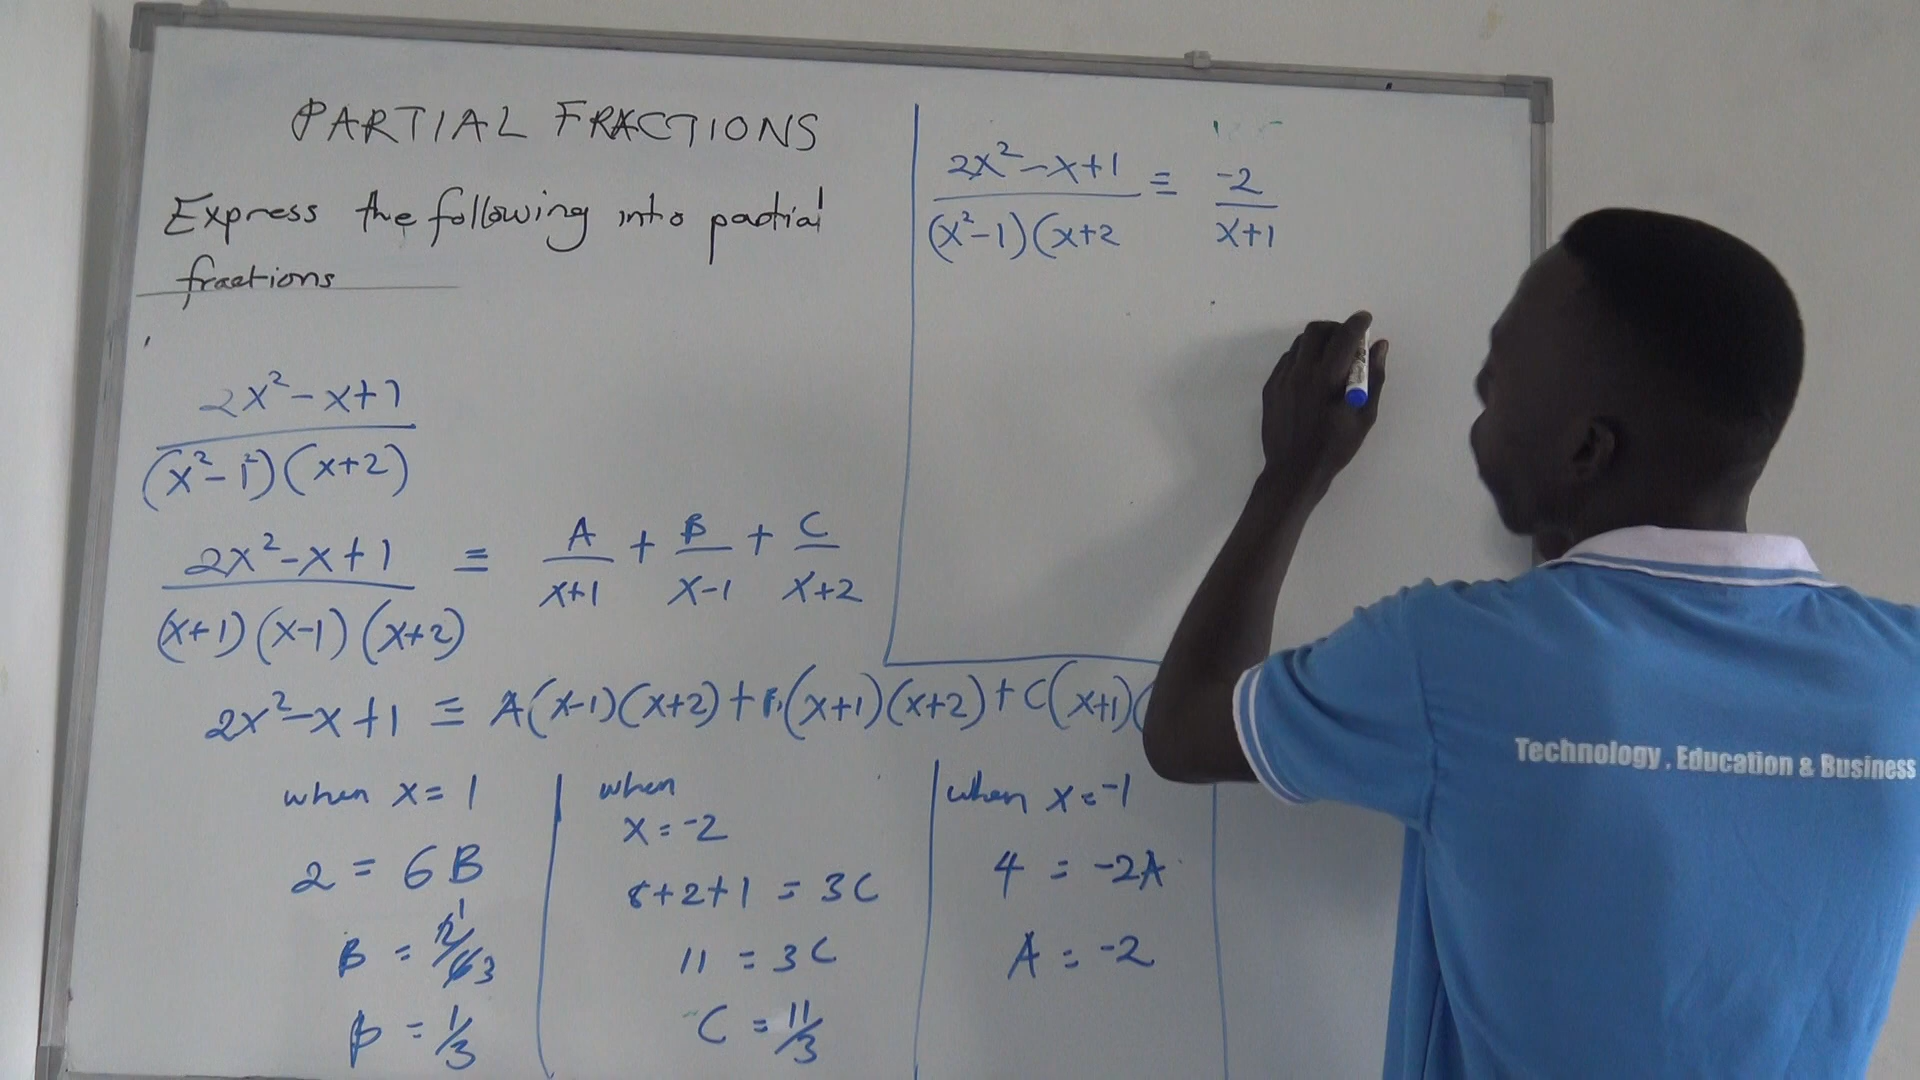 PARTIAL FRACTIONS
Express the following into partial
fractions
2x²-x+1
(x²-1²)(x+2)
2x²-x+1 ≡ A + B + C
(x+1)(x-1)(x+2) x+1 x-1 x+2
2x²-x+1 ≡ A(x-1)(x+2)+B(x+1)(x+2)+C(x+1)(
when x=1
2 = 6B
B = 2/6 1 3
B = 1/3
when
x=-2
8+2+1 = 3C
11 = 3C
C = 11/3
when x=-1
4 = -2A
A = -2
2x²-x+1 ≡ -2
(x²-1)(x+2 x+1
Technology, Education & Business